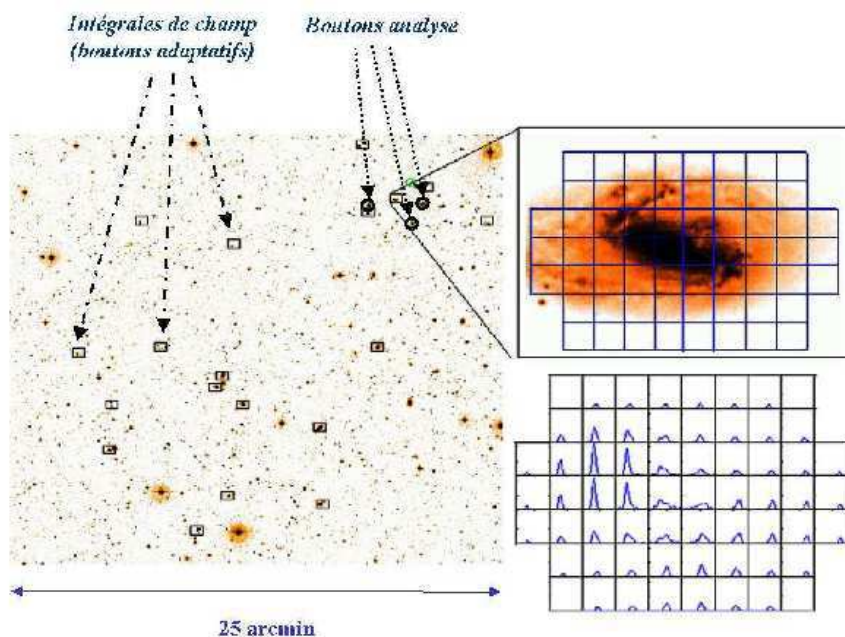 Intégrales de champ
(boutons adaptatifs)
Boutons analyse
25 arcmin